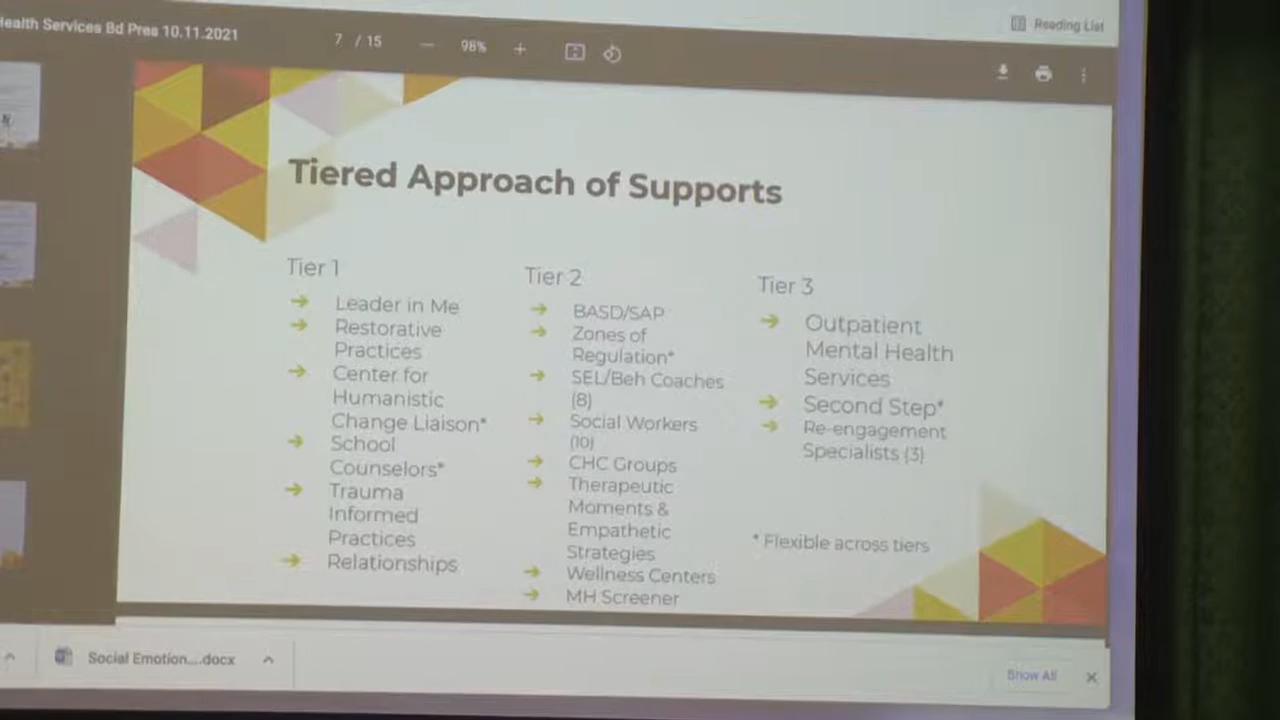 Health Services Bd Pres 10.11.2021
7 / 15
98%
Reading List
Tiered Approach of Supports
Tier 1
Leader in Me
Restorative
Practices
Center for
Humanistic
Change Liaison*
School
Counselors*
Trauma
Informed
Practices
Relationships
Tier 2
BASD/SAP
Zones of
Regulation*
SEL/Beh Coaches
(8)
Social Workers
(10)
CHC Groups
Therapeutic
Moments &
Empathetic
Strategies
Wellness Centers
MH Screener
Tier 3
Outpatient
Mental Health
Services
Second Step*
Re-engagement
Specialists (3)
* Flexible across tiers
Social Emotion....docx
Show All